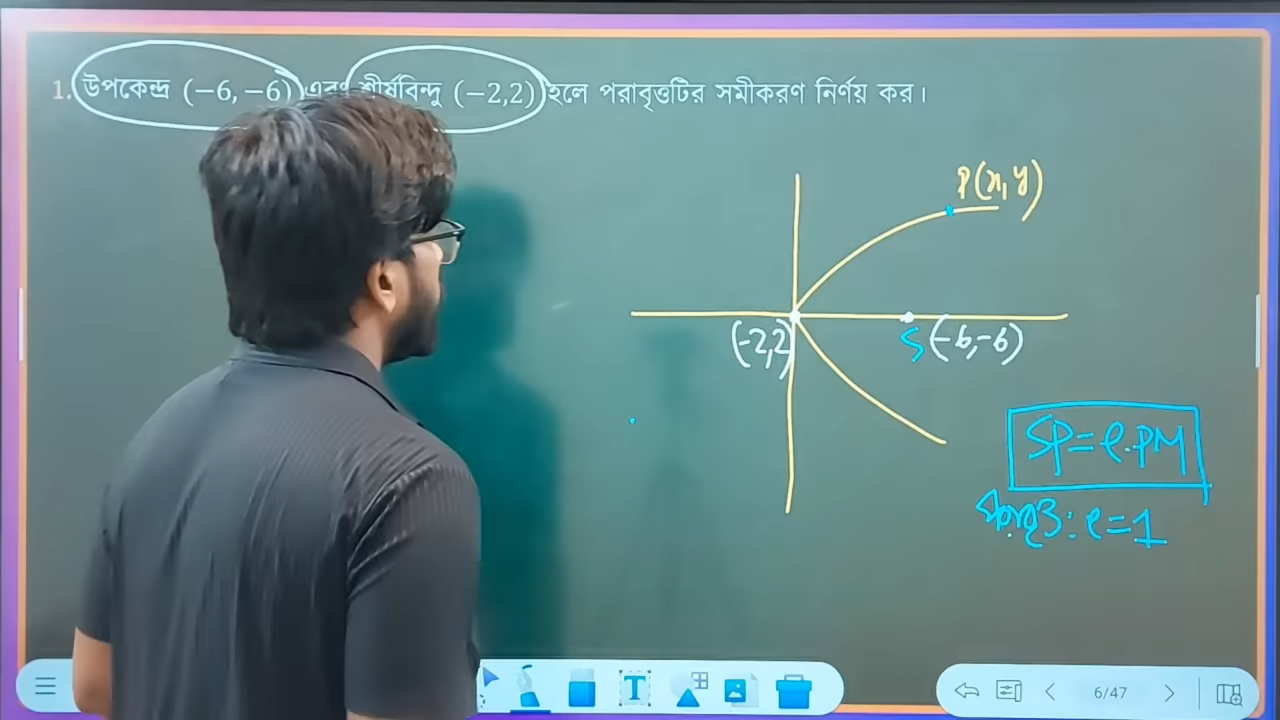 1. উপকেন্দ্র (−6, −6) এবং শীর্ষবিন্দু (−2,2) হলে পরাবৃত্তটির সমীকরণ নির্ণয় কর।
P(x, y)
(-2,2)
S (-6,-6)
SP=e.PM
পরাবৃত্ত: e=1
T
6/47